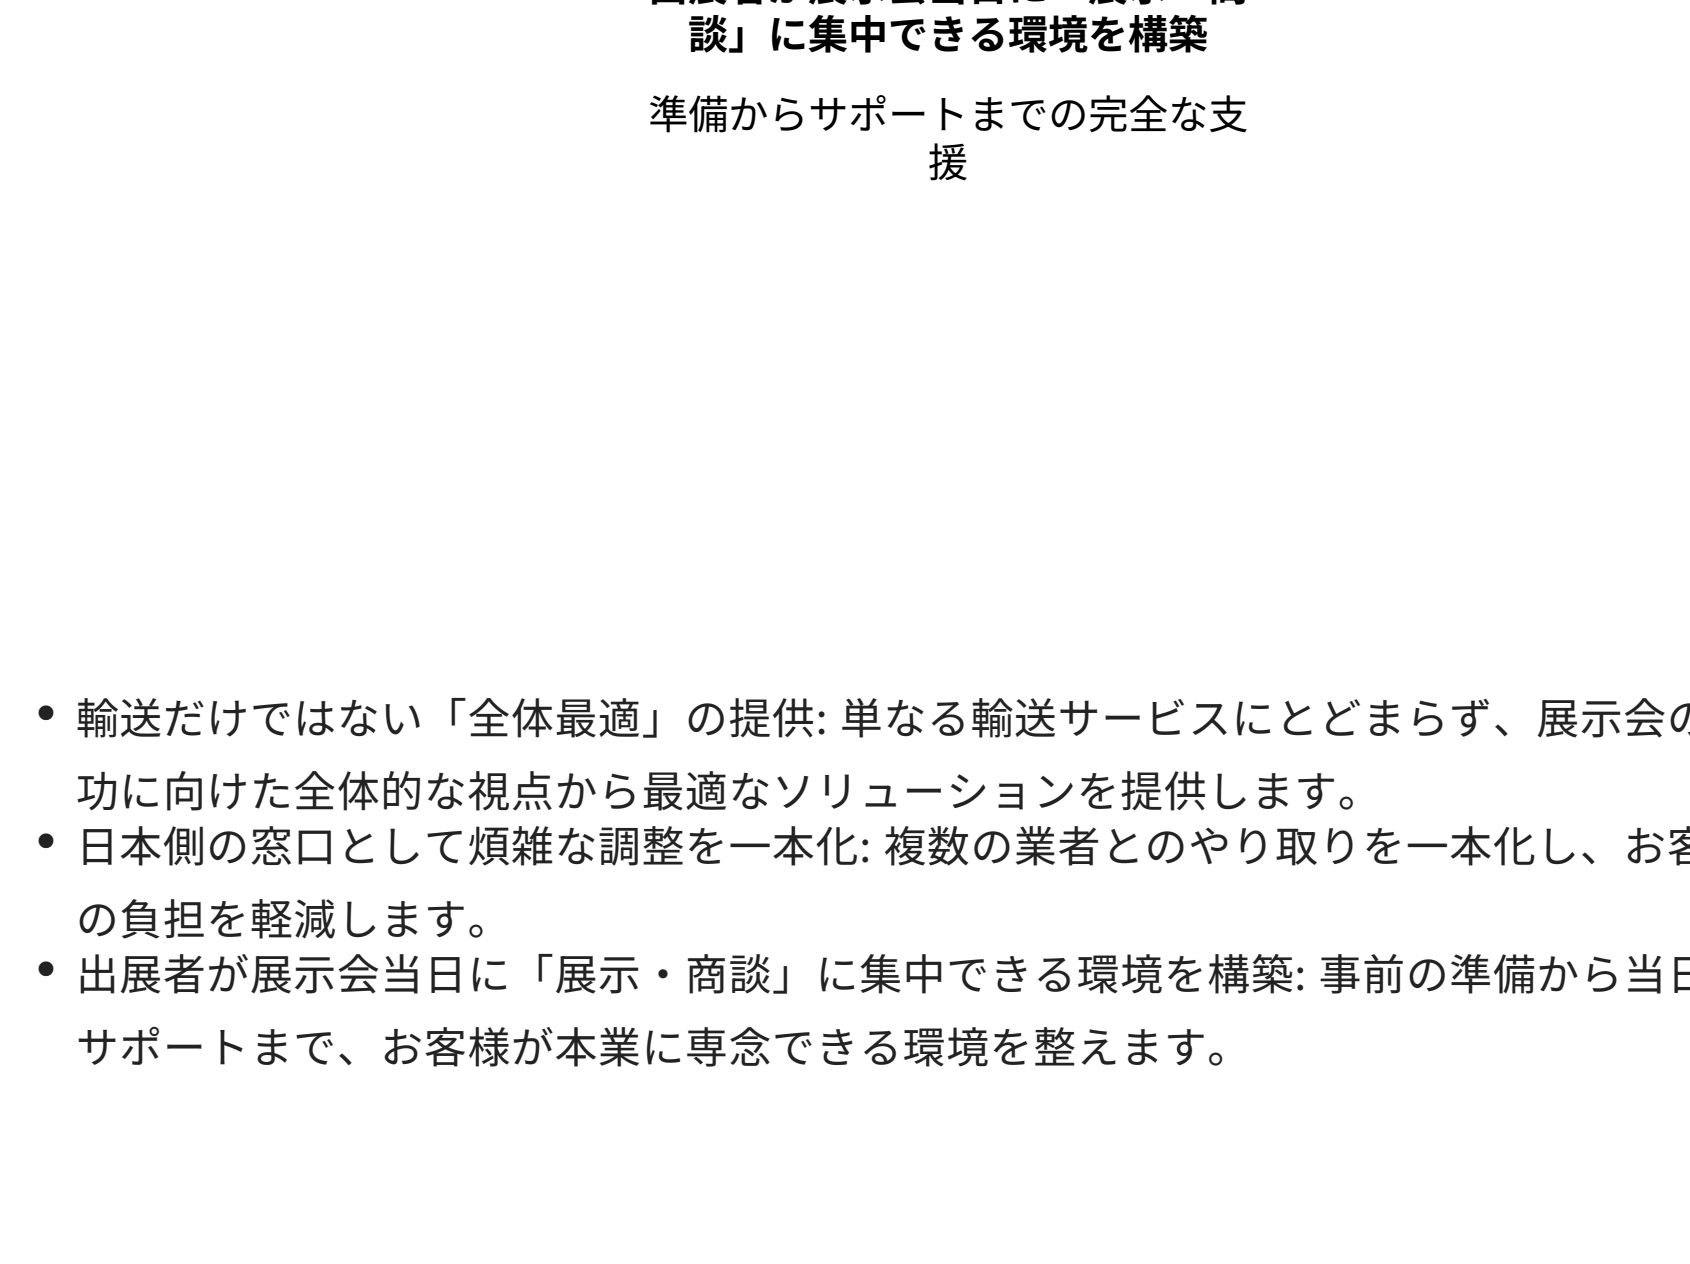 談」に集中できる環境を構築
準備からサポートまでの完全な支
援
• 輸送だけではない「全体最適」の提供: 単なる輸送サービスにとどまらず、展示会の
功に向けた全体的な視点から最適なソリューションを提供します。
• 日本側の窓口として煩雑な調整を一本化: 複数の業者とのやり取りを一本化し、お客
の負担を軽減します。
• 出展者が展示会当日に「展示・商談」に集中できる環境を構築: 事前の準備から当日
サポートまで、お客様が本業に専念できる環境を整えます。